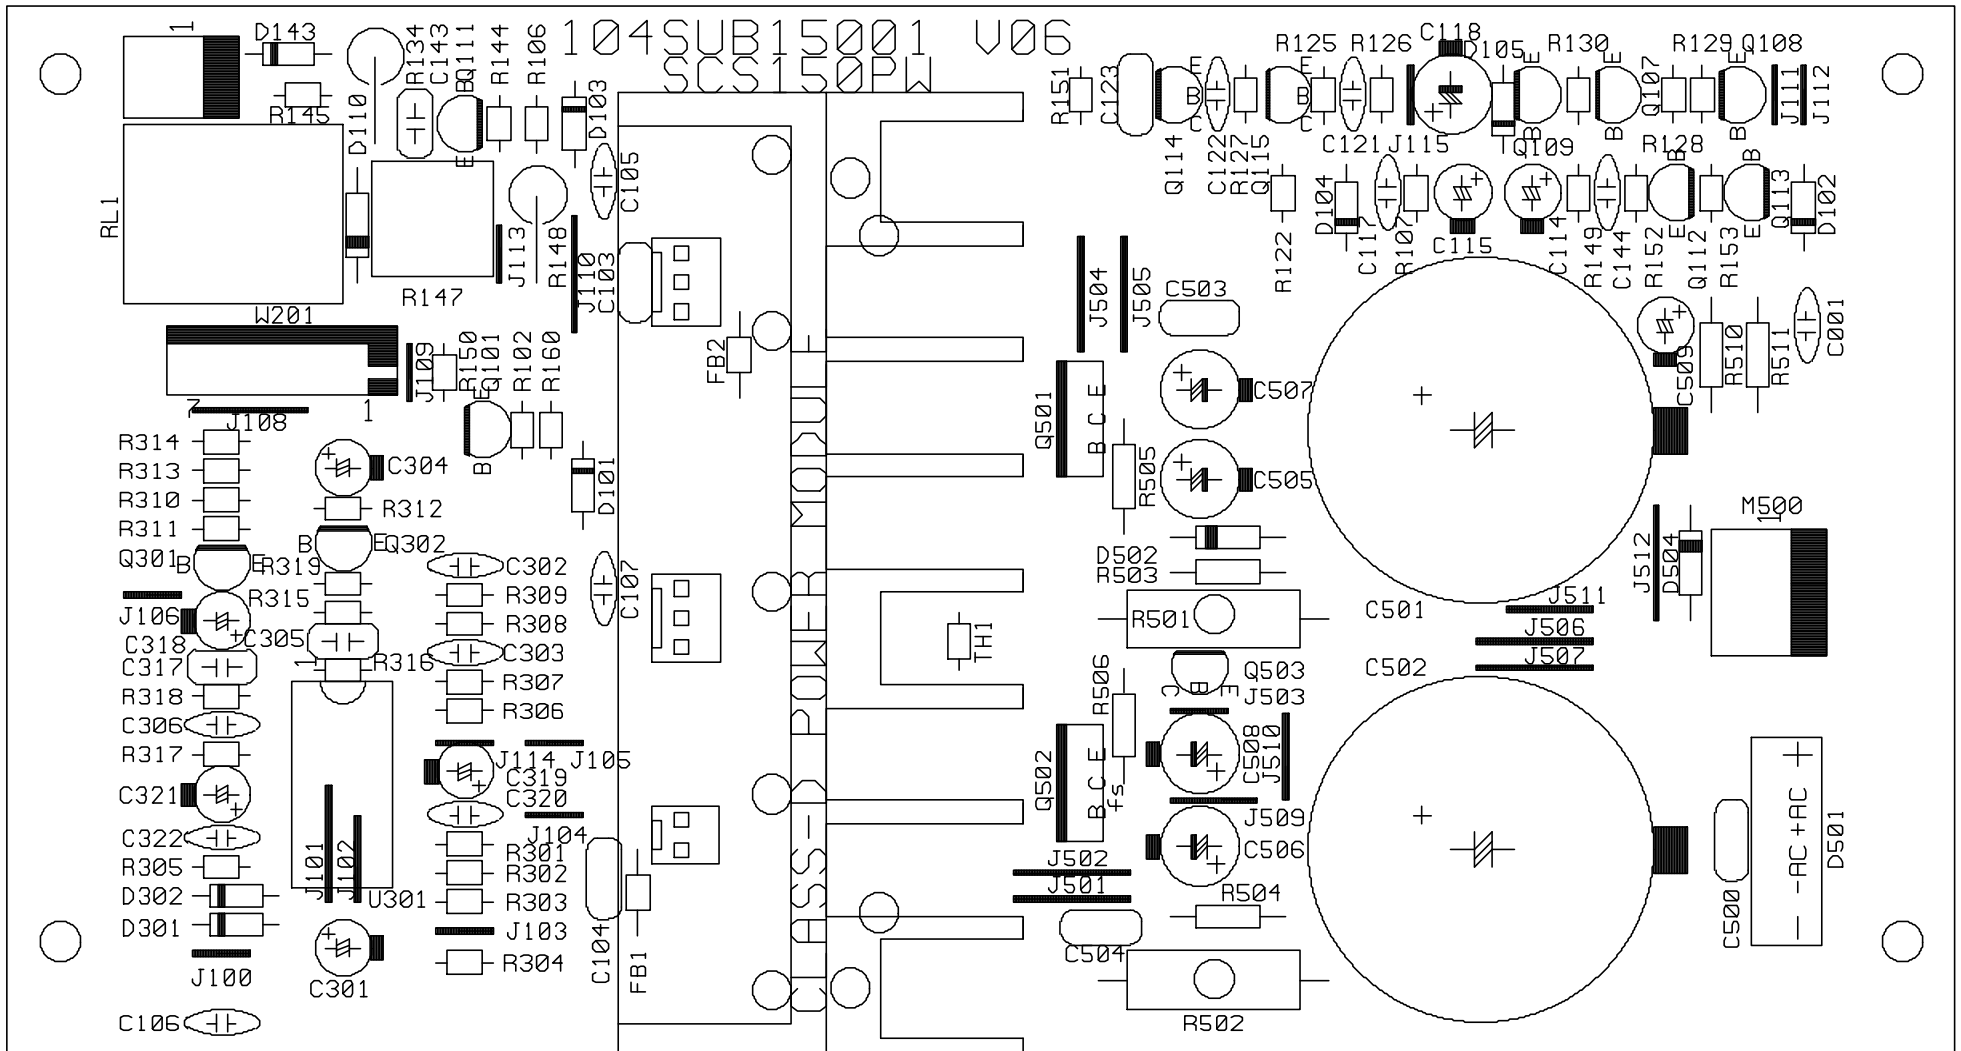 104SUB15001 V06
SCS150PW
1
D143
R145
D110
R134
C143
Q111
B
E
R144
R106
D103
C105
RL1
R147
J113
R148
J110
C103
W201
7
1
J108
J109
R150
Q101
E
B
R102
R160
D101
FB2
R314
R313
R310
R311
Q301
B
E
C304
R312
B
E
Q302
R319
R315
J106
C318
C317
C305
R316
1
R318
C306
R317
C321
C322
R305
D302
D301
J100
C106
C301
J101
J102
U301
C302
R309
R308
C303
R307
R306
J114
J105
C319
C320
J104
R301
R302
R303
J103
R304
C104
FB1
C107
TH1
R151
C123
Q114
E
B
C
C122
R127
Q115
R125
E
B
C
R126
C121
J115
C118
D105
Q109
E
B
R130
E
B
Q107
R129
Q108
E
B
J111
J112
R128
R122
D104
C117
R107
C115
C114
R149
C144
R152
B
E
Q112
R153
B
E
Q113
D102
J504
J505
C503
Q501
B C E
R505
C507
C505
D502
R503
R501
C509
R510
R511
C001
M500
1
J512
D504
C501
J511
J506
J507
C502
Q503
C B E
J503
R506
Q502
B C E
fs
C508
J510
J509
C506
J502
J501
C504
R504
R502
C500
D501
+
-AC+AC
-